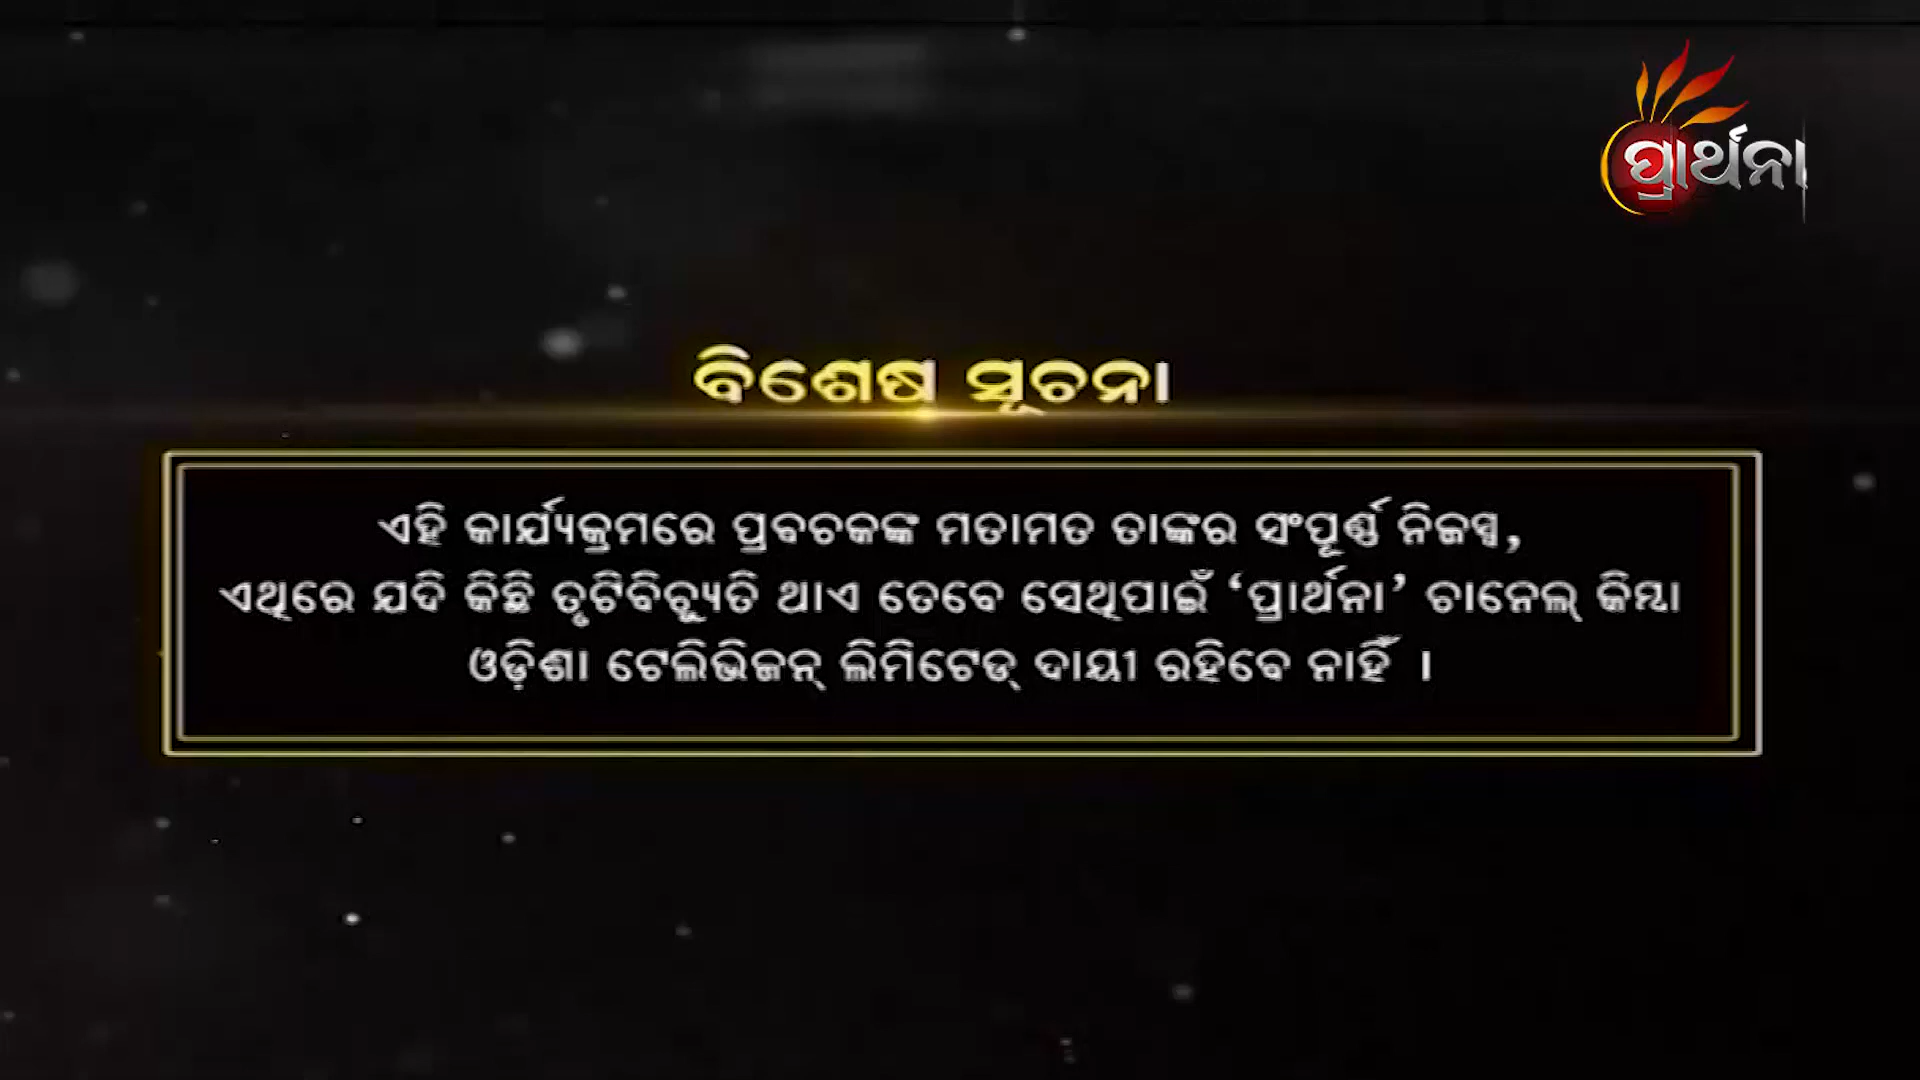 ପ୍ରାର୍ଥନା
ବିଶେଷ ସୂଚନା
ଏହି କାର୍ଯ୍ୟକ୍ରମରେ ପ୍ରବଚକଙ୍କ ମତାମତ ତାଙ୍କର ସଂପୂର୍ଣ୍ଣ ନିଜସ୍ୱ,
ଏଥିରେ ଯଦି କିଛି ତୃଟିବିଚ୍ୟୁତି ଥାଏ ତେବେ ସେଥିପାଇଁ ‘ପ୍ରାର୍ଥନା’ ଚାନେଲ୍ କିମ୍ବା
ଓଡ଼ିଶା ଟେଲିଭିଜନ୍ ଲିମିଟେଡ୍ ଦାୟୀ ରହିବେ ନାହିଁ ।